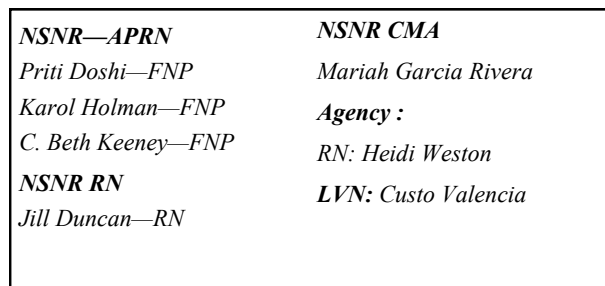 NSNR—APRN
Priti Doshi—FNP
Karol Holman—FNP
C. Beth Keeney—FNP
NSNR RN
Jill Duncan—RN
NSNR CMA
Mariah Garcia Rivera
Agency :
RN: Heidi Weston
LVN: Custo Valencia